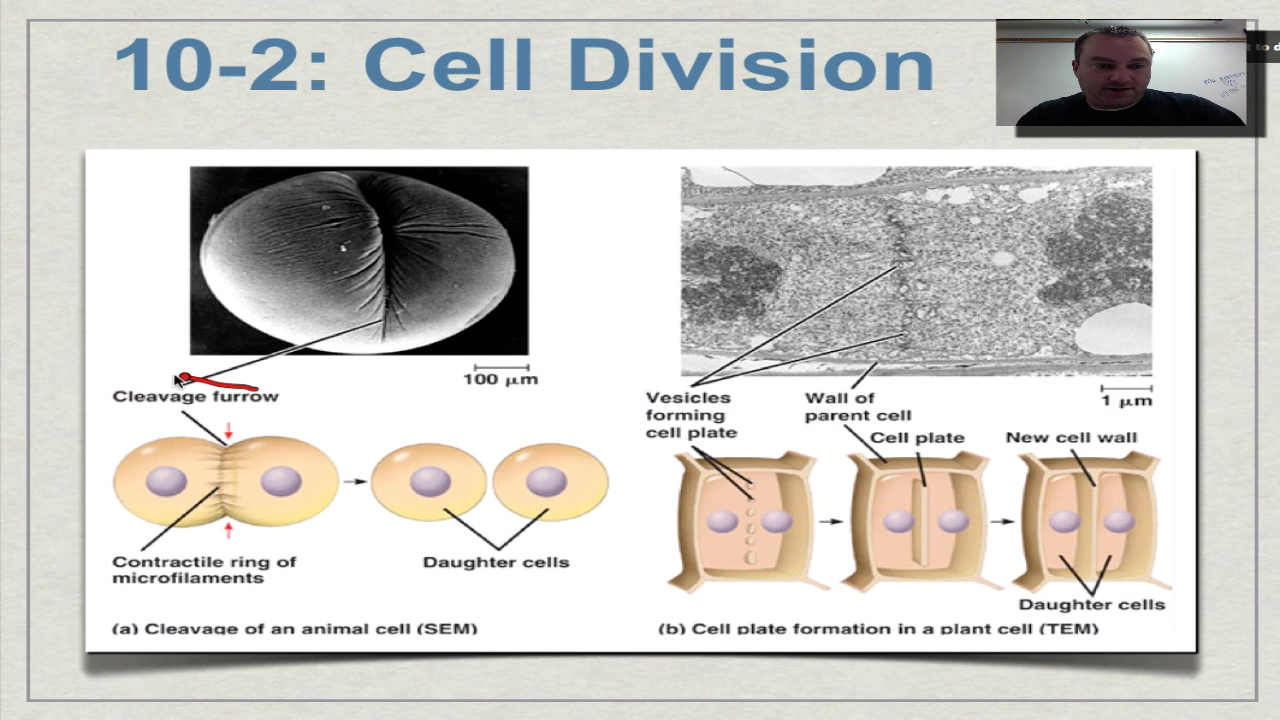 10-2: Cell Division
t to d
100 µm
Cleavage furrow
Contractile ring of
microfilaments
Daughter cells
(a) Cleavage of an animal cell (SEM)
1 µm
Vesicles
forming
cell plate
Wall of
parent cell
Cell plate
New cell wall
Daughter cells
(b) Cell plate formation in a plant cell (TEM)